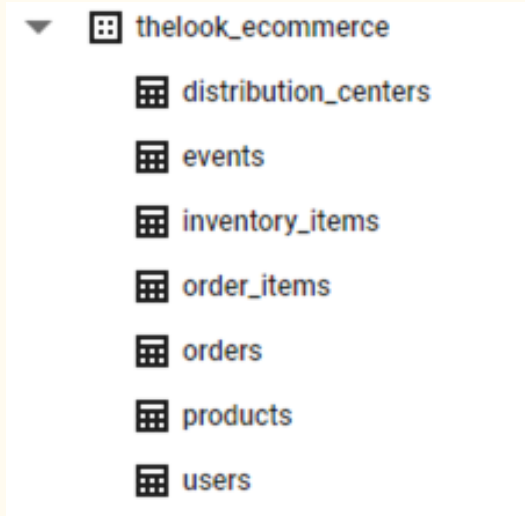 thelook_ecommerce
distribution_centers
events
inventory_items
order_items
orders
products
users